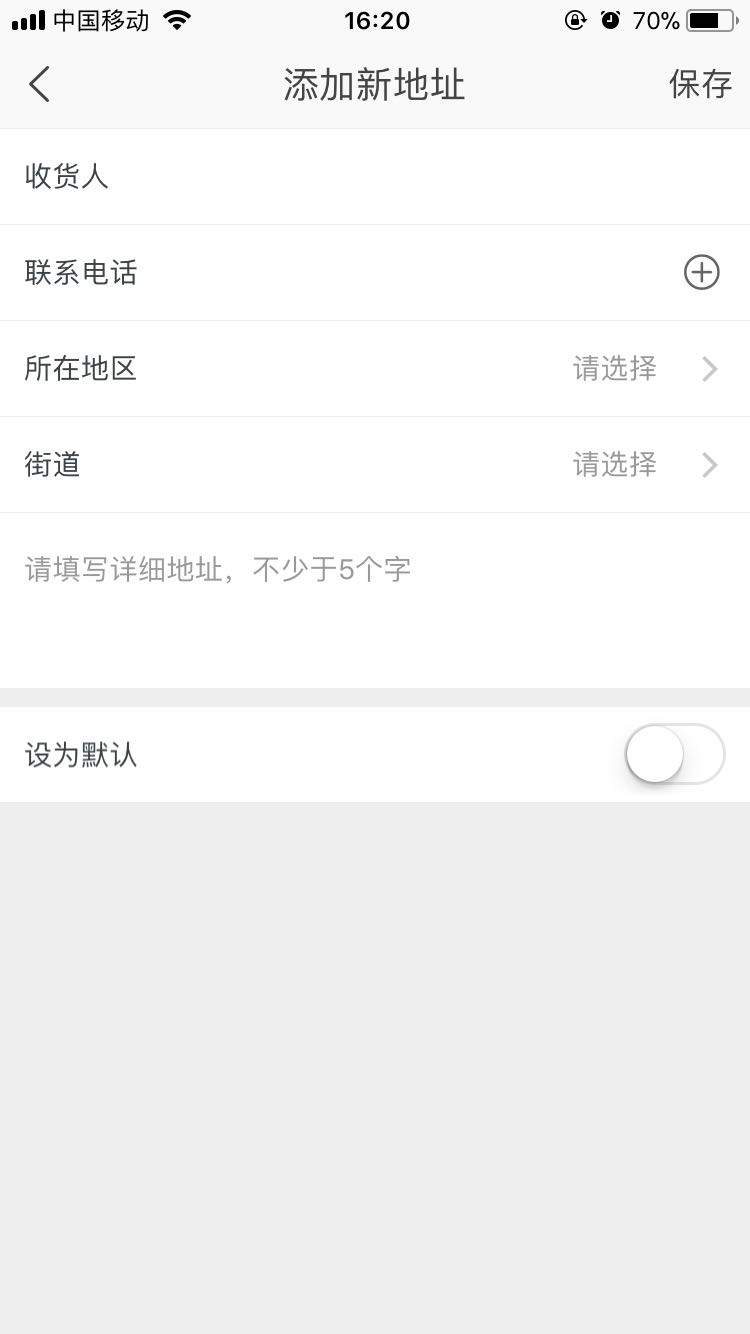 中国移动 16:20 70%
添加新地址 保存
收货人
联系电话
所在地区 请选择
街道 请选择
请填写详细地址，不少于5个字
设为默认